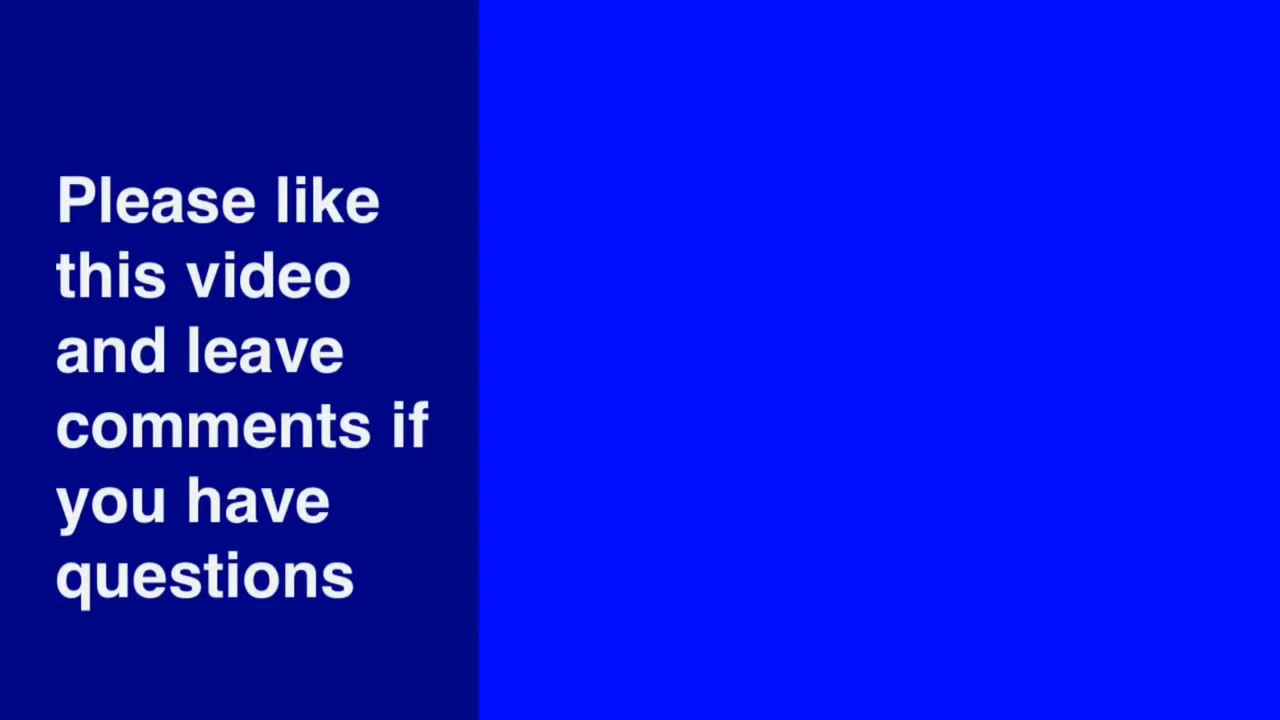 Please like
this video
and leave
comments if
you have
questions